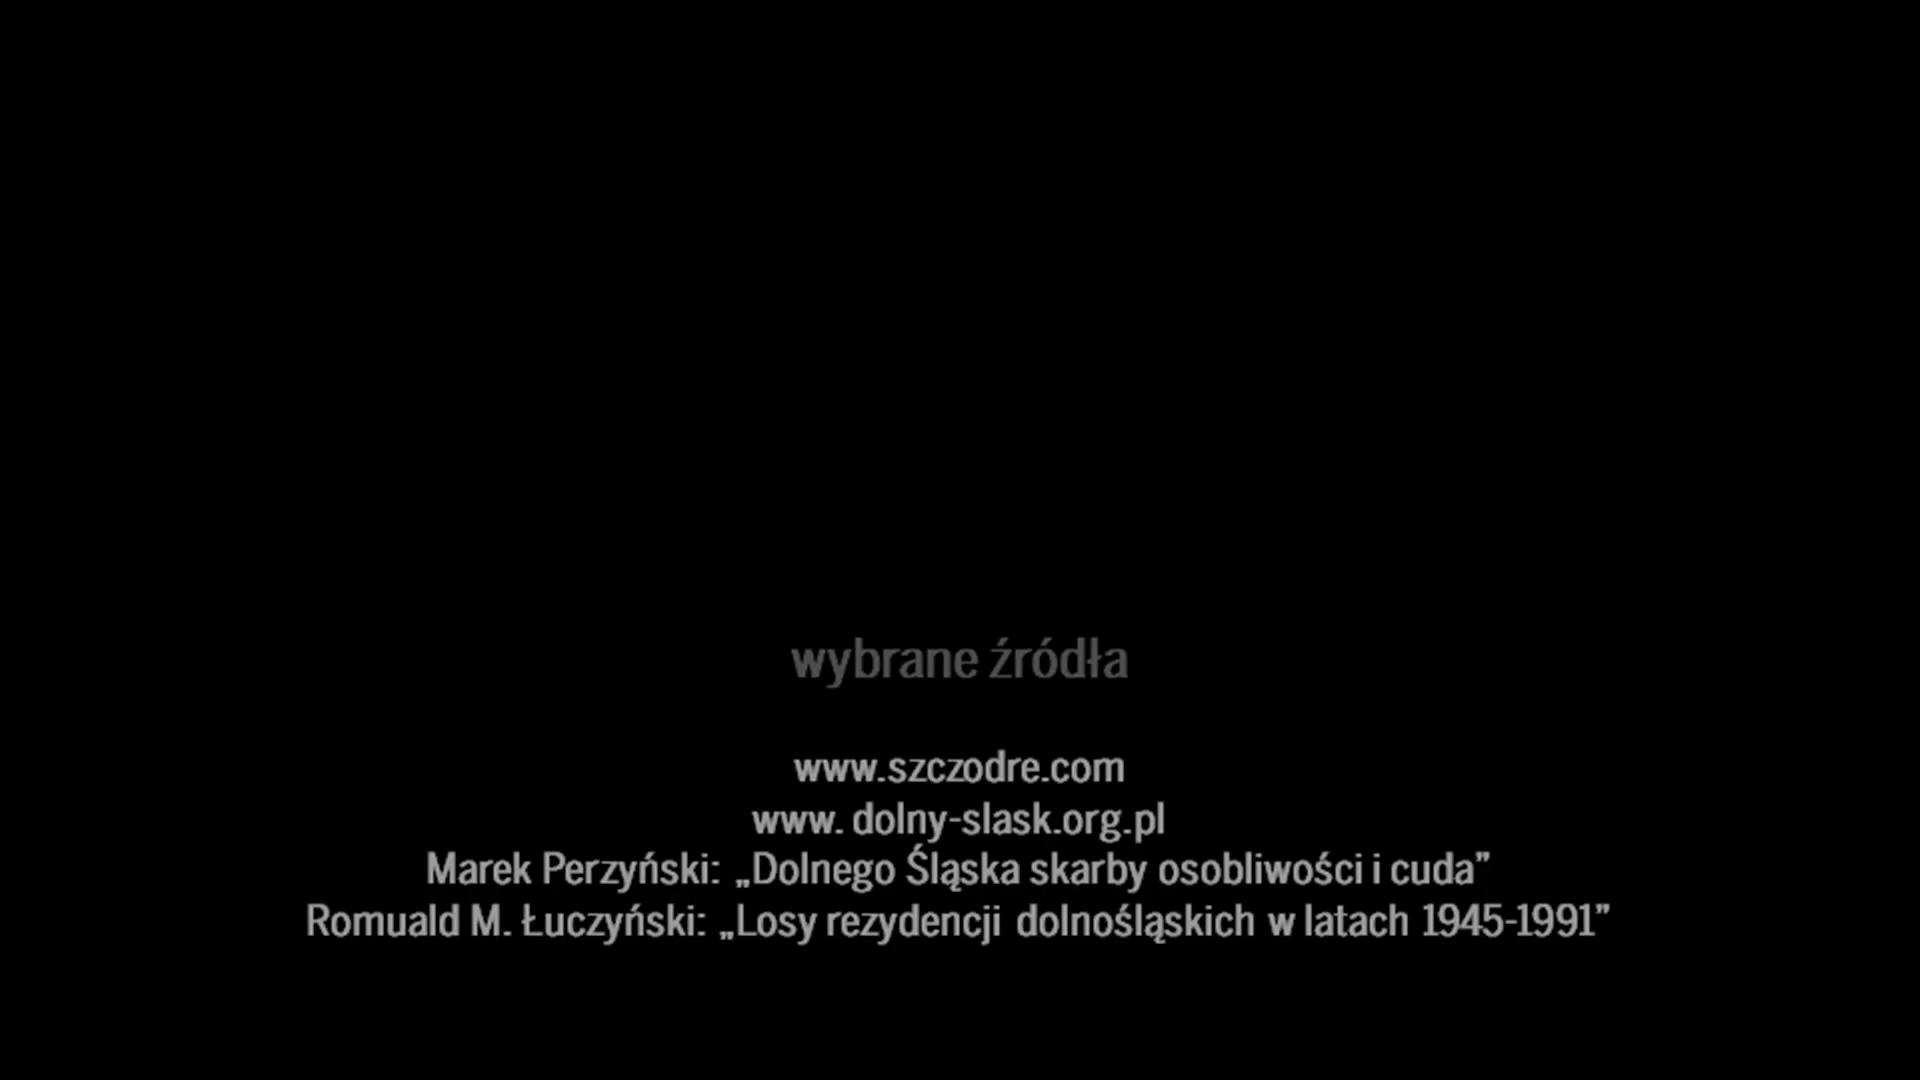 wybrane źródła
www.szczodre.com
www. dolny-slask.org.pl
Marek Perzyński: „Dolnego Śląska skarby osobliwości i cuda”
Romuald M. Łuczyński: „Losy rezydencji dolnośląskich w latach 1945-1991”